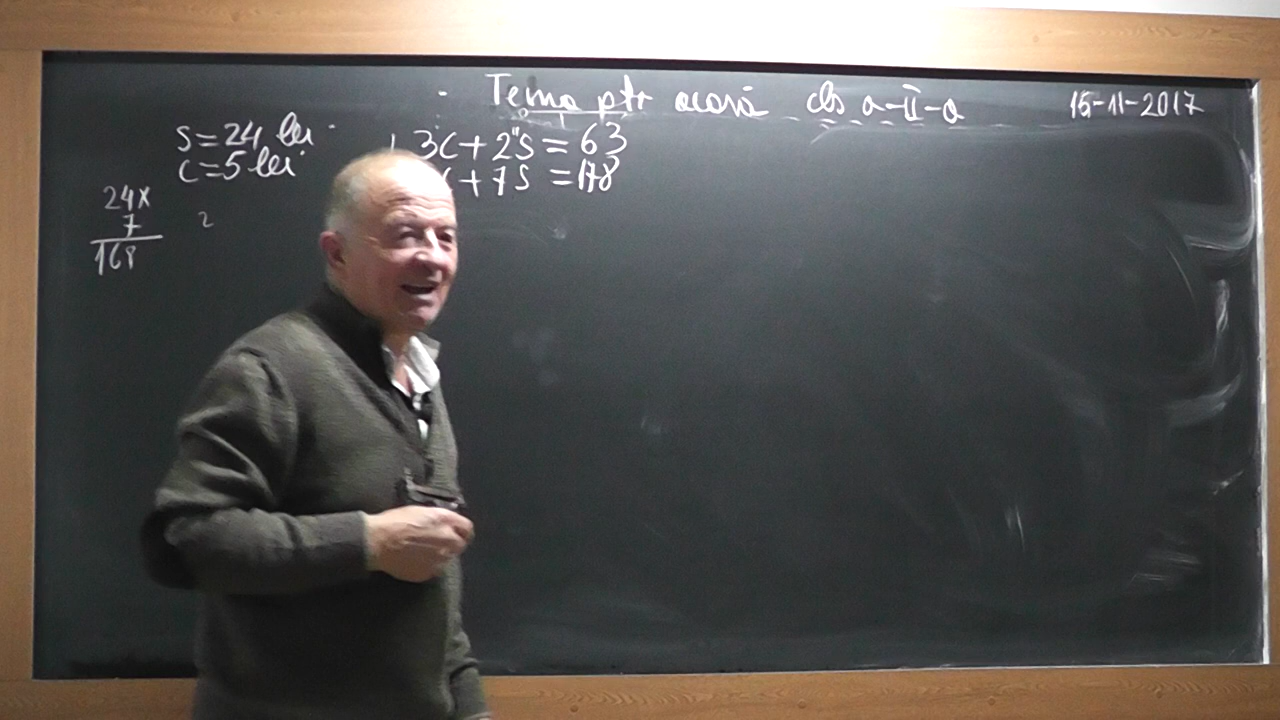 Tema ptr acasă cls a-II-a 15-11-2017
S=24 lei
C=5 lei
3C+2S=63
C+7S=178
24x
7
168
2